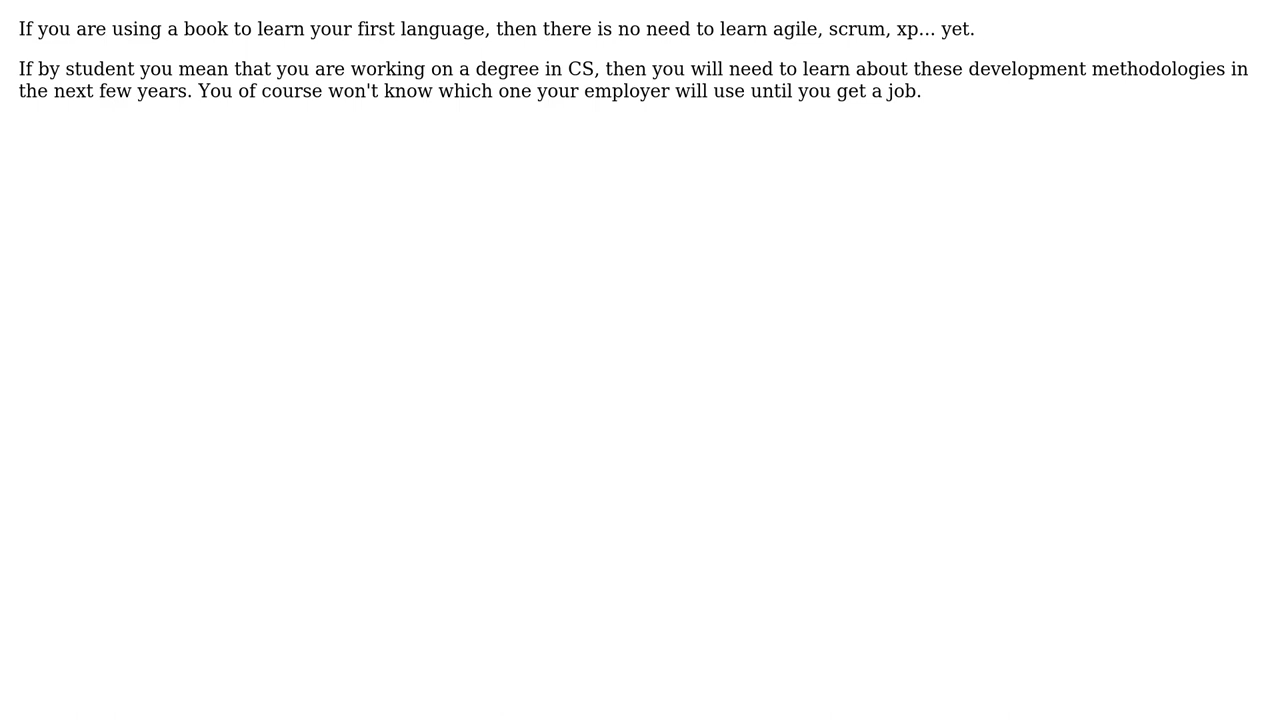 If you are using a book to learn your first language, then there is no need to learn agile, scrum, xp... yet.
If by student you mean that you are working on a degree in CS, then you will need to learn about these development methodologies in
the next few years. You of course won't know which one your employer will use until you get a job.